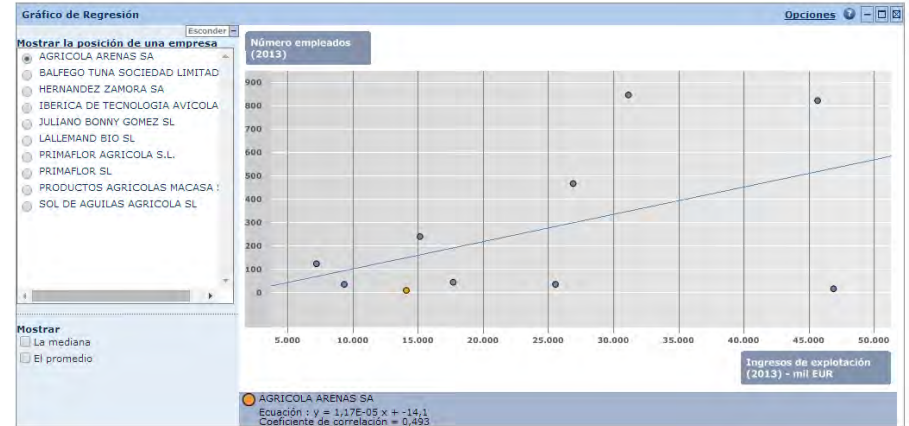 Gráfico de Regresión
Opciones
Esconder
Mostrar la posición de una empresa
AGRICOLA ARENAS SA
BALFEGO TUNA SOCIEDAD LIMITAD
HERNANDEZ ZAMORA SA
IBERICA DE TECNOLOGIA AVICOLA
JULIANO BONNY GOMEZ SL
LALLEMAND BIO SL
PRIMAFLOR AGRICOLA S.L.
PRIMAFLOR SL
PRODUCTOS AGRICOLAS MACASA
SOL DE AGUILAS AGRICOLA SL
Mostrar
La mediana
El promedio
Número empleados
(2013)
900
800
700
600
500
400
300
200
100
0
5.000 10.000 15.000 20.000 25.000 30.000 35.000 40.000 45.000 50.000
Ingresos de explotación
(2013) - mil EUR
AGRICOLA ARENAS SA
Ecuación : y = 1,17E-05 x + -14,1
Coeficiente de correlación = 0,493